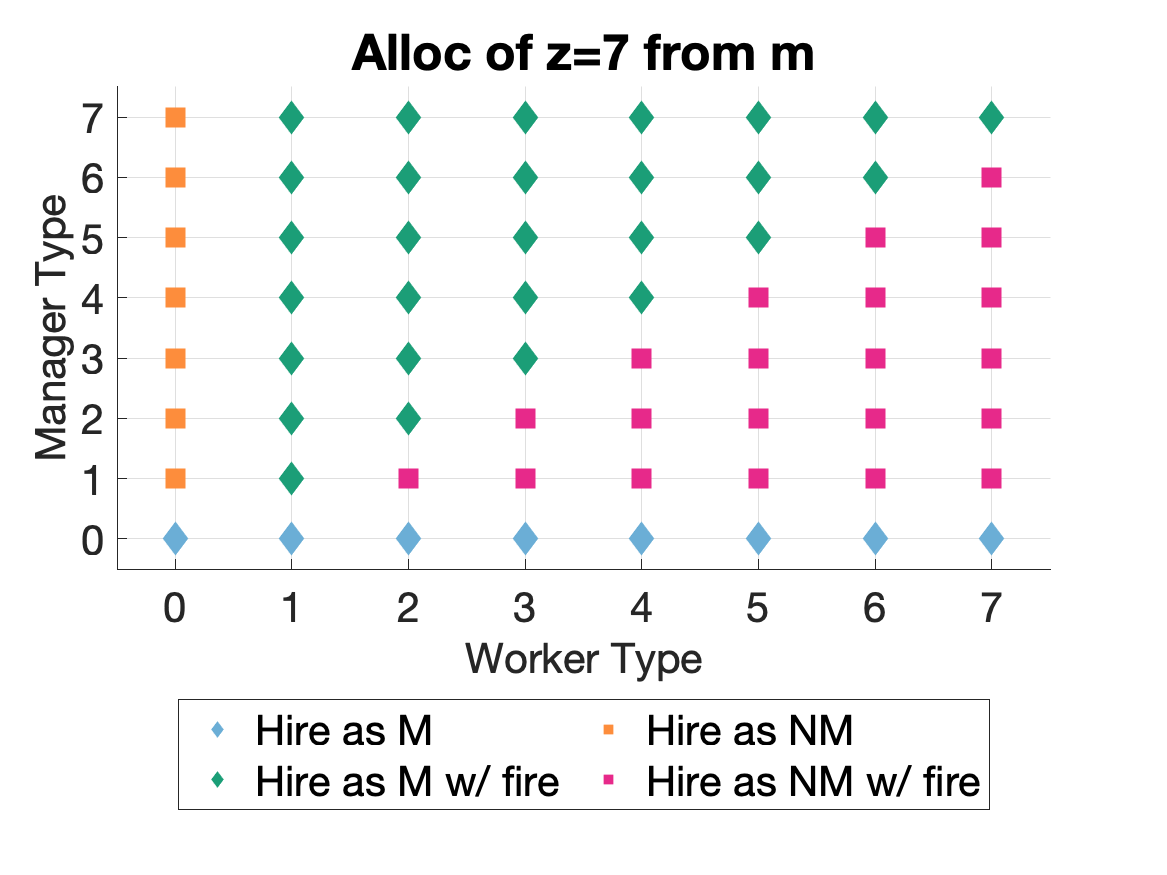 Alloc of z=7 from m
Manager Type
7
6
5
4
3
2
1
0
0 1 2 3 4 5 6 7
Worker Type
Hire as M Hire as NM
Hire as M w/ fire Hire as NM w/ fire